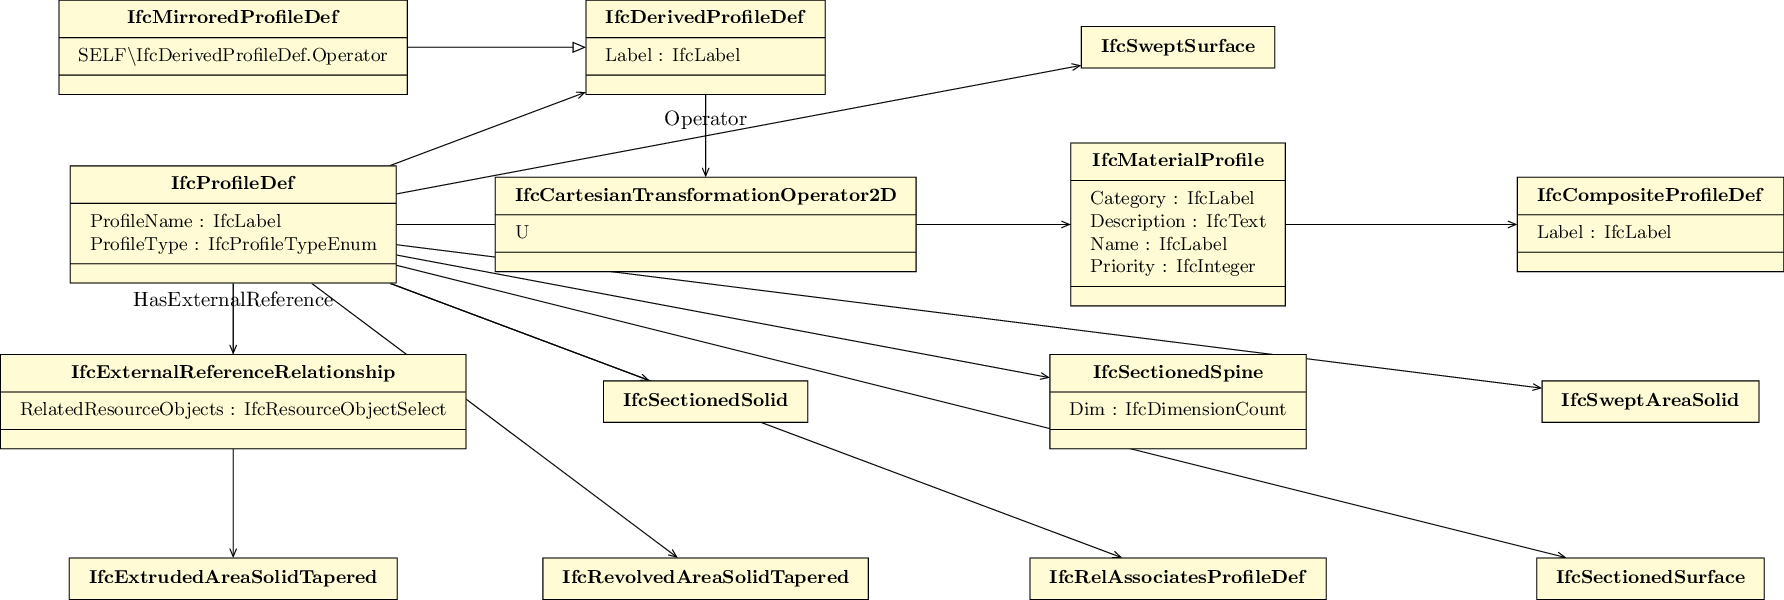 IfcMirroredProfileDef
SELF\IfcDerivedProfileDef.Operator
IfcDerivedProfileDef
Label : IfcLabel
IfcSweptSurface
Operator
IfcProfileDef
ProfileName : IfcLabel
ProfileType : IfcProfileTypeEnum
IfcCartesianTransformationOperator2D
U
IfcMaterialProfile
Category : IfcLabel
Description : IfcText
Name : IfcLabel
Priority : IfcInteger
IfcCompositeProfileDef
Label : IfcLabel
HasExternalReference
IfcExternalReferenceRelationship
RelatedResourceObjects : IfcResourceObjectSelect
IfcSectionedSolid
IfcSectionedSpine
Dim : IfcDimensionCount
IfcSweptAreaSolid
IfcExtrudedAreaSolidTapered
IfcRevolvedAreaSolidTapered
IfcRelAssociatesProfileDef
IfcSectionedSurface